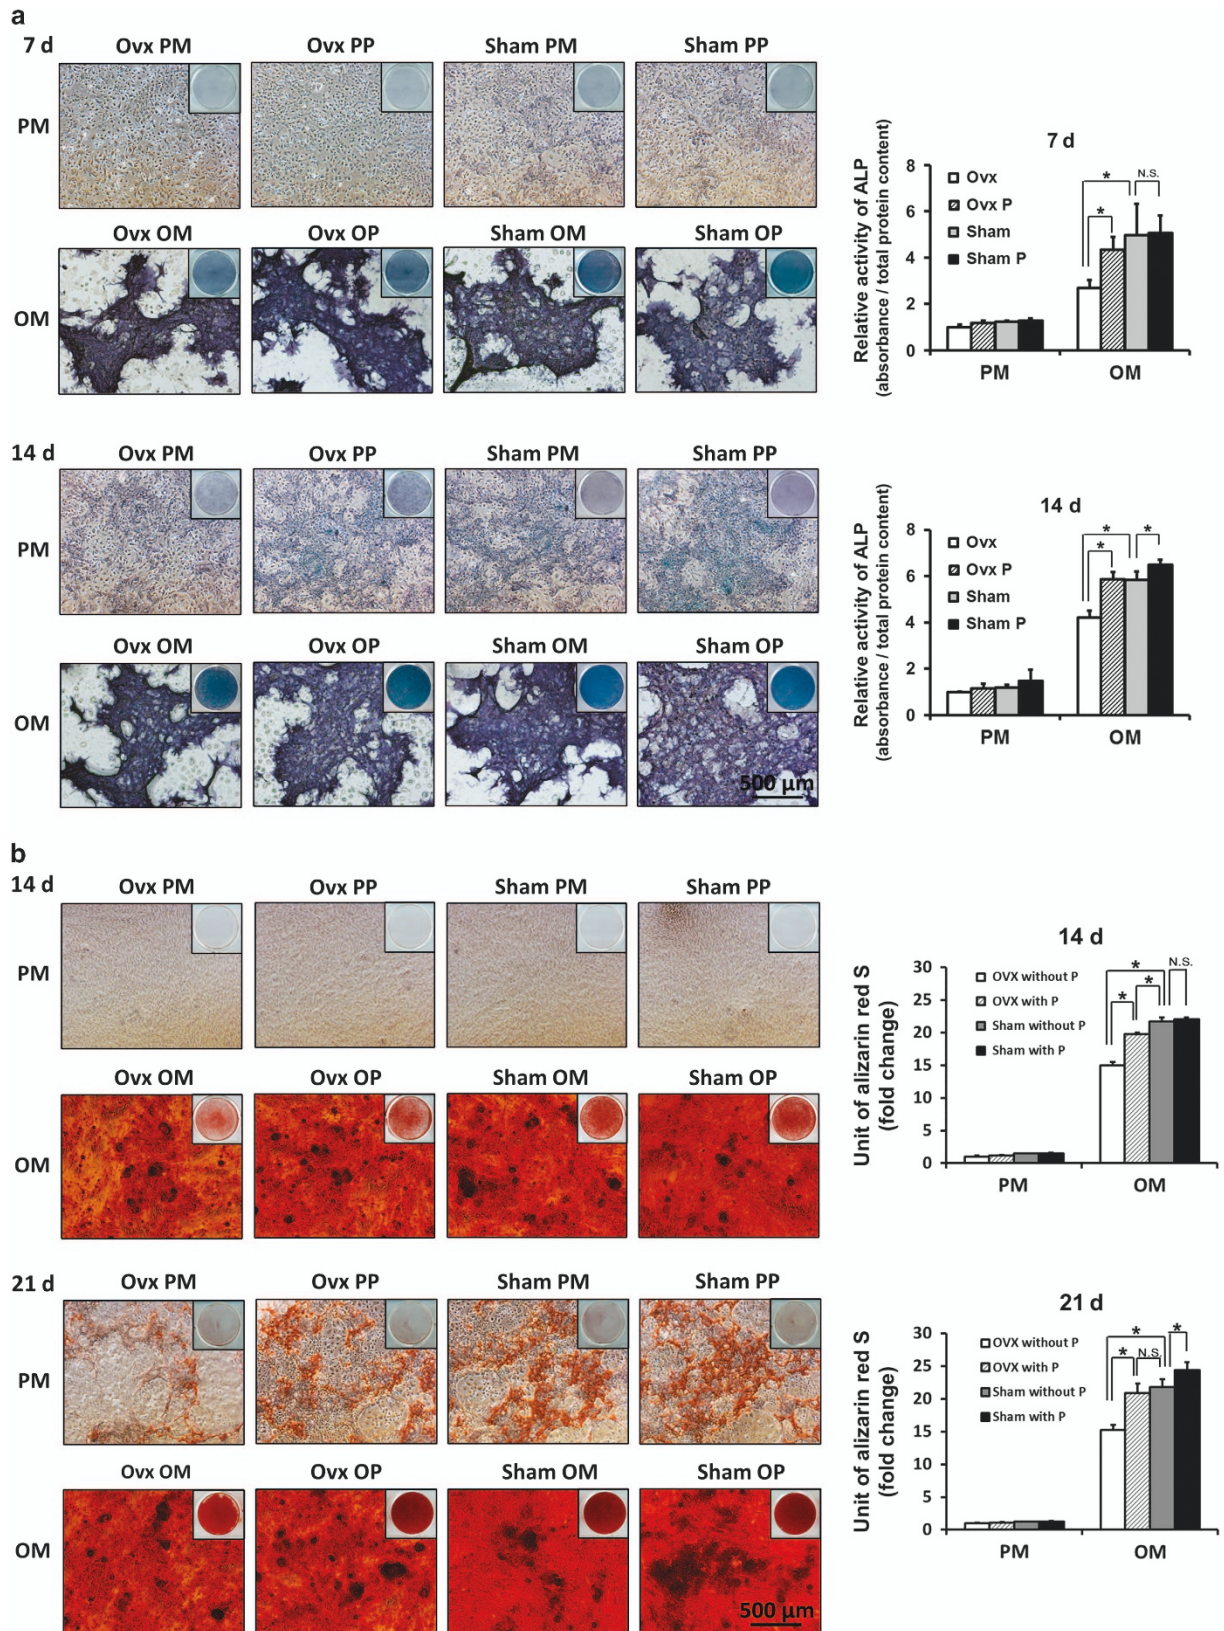 a
7 d
Ovx PM
Ovx PP
Sham PM
Sham PP
PM
Ovx OM
Ovx OP
Sham OM
Sham OP
OM
7 d
Relative activity of ALP
(absorbance / total protein content)
8
6
4
2
0
Ovx
Ovx P
Sham
Sham P
*
*
N.S.
PM
OM
14 d
Ovx PM
Ovx PP
Sham PM
Sham PP
PM
Ovx OM
Ovx OP
Sham OM
Sham OP
OM
500 μm
14 d
Relative activity of ALP
(absorbance / total protein content)
8
6
4
2
0
Ovx
Ovx P
Sham
Sham P
*
*
*
PM
OM
b
14 d
Ovx PM
Ovx PP
Sham PM
Sham PP
PM
Ovx OM
Ovx OP
Sham OM
Sham OP
OM
14 d
Unit of alizarin red S
(fold change)
30
25
20
15
10
5
0
OVX without P
OVX with P
Sham without P
Sham with P
*
*
*
N.S.
PM
OM
21 d
Ovx PM
Ovx PP
Sham PM
Sham PP
PM
Ovx OM
Ovx OP
Sham OM
Sham OP
OM
500 μm
21 d
Unit of alizarin red S
(fold change)
30
25
20
15
10
5
0
OVX without P
OVX with P
Sham without P
Sham with P
*
*
N.S.
*
PM
OM